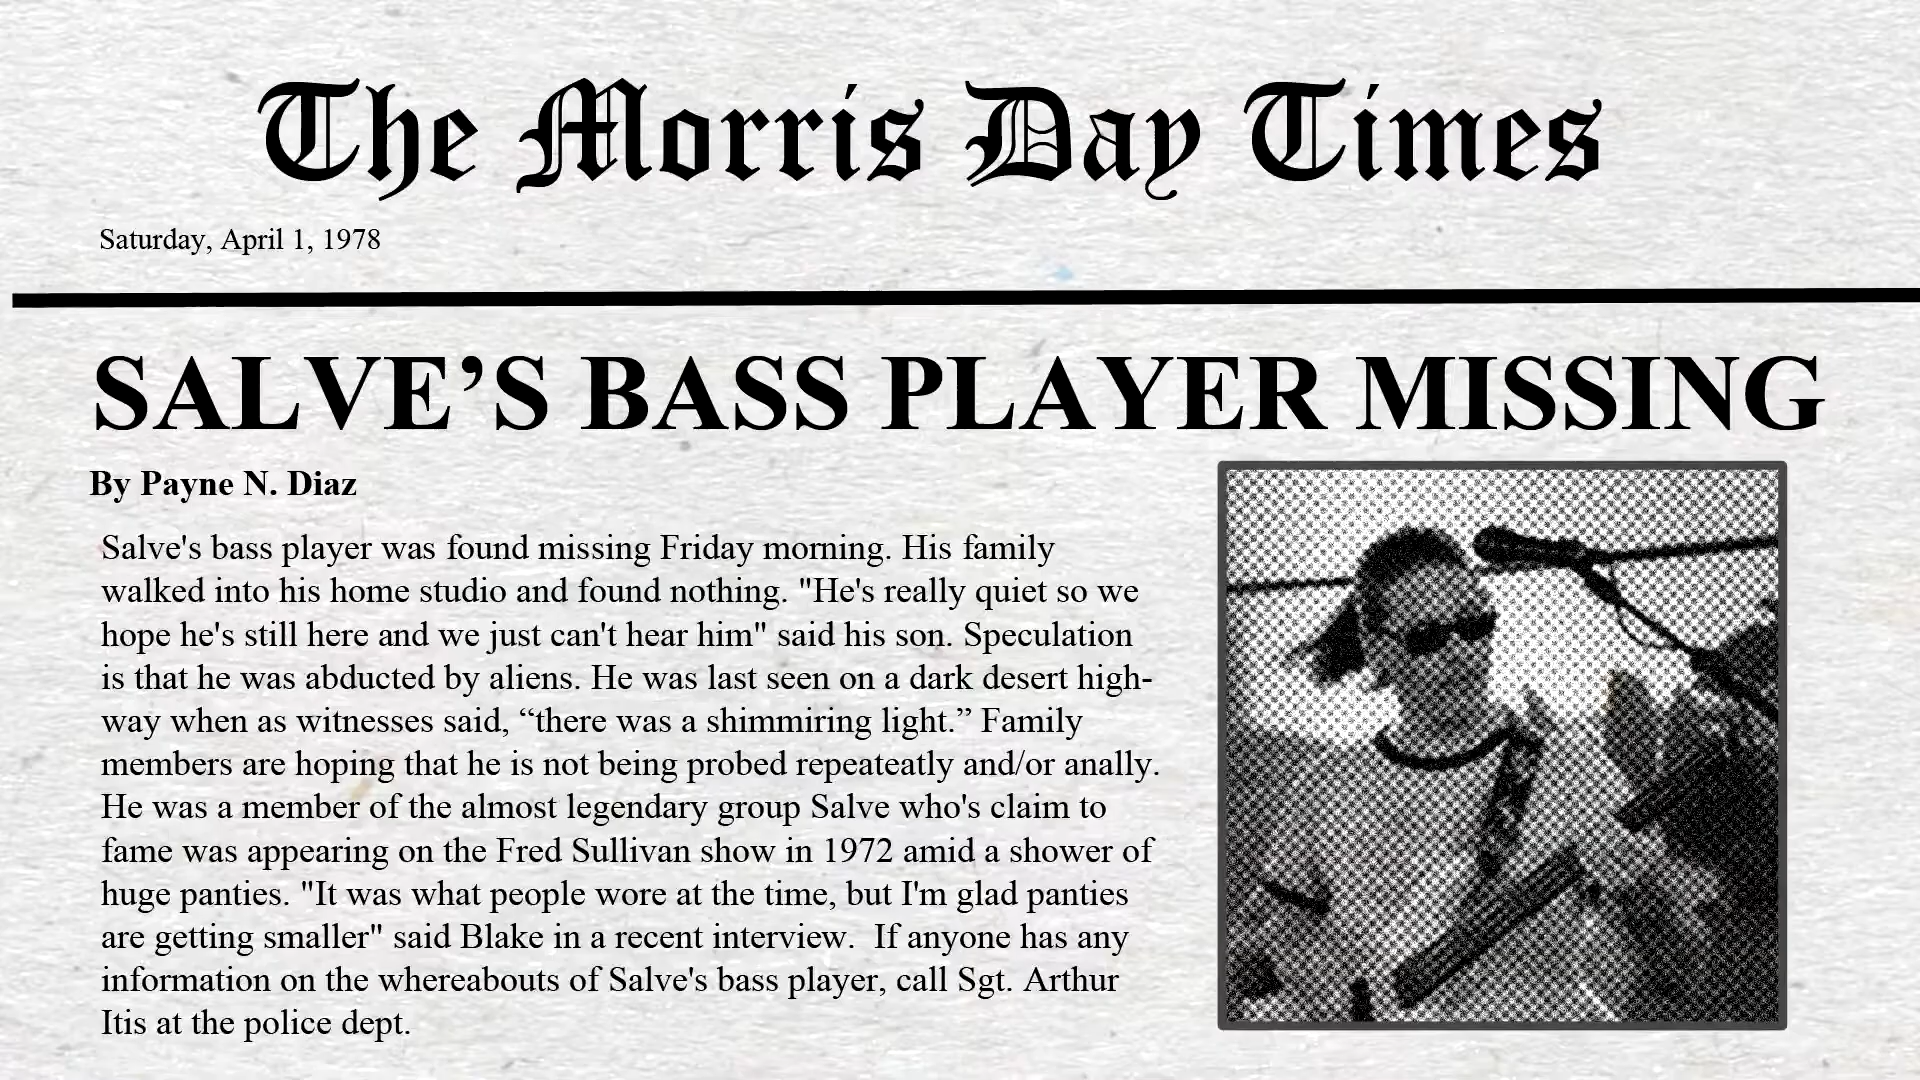 The Morris Day Times
Saturday, April 1, 1978
SALVE’S BASS PLAYER MISSING
By Payne N. Diaz
Salve's bass player was found missing Friday morning. His family
walked into his home studio and found nothing. "He's really quiet so we
hope he's still here and we just can't hear him" said his son. Speculation
is that he was abducted by aliens. He was last seen on a dark desert high-
way when as witnesses said, “there was a shimmiring light.” Family
members are hoping that he is not being probed repeateatly and/or anally.
He was a member of the almost legendary group Salve who's claim to
fame was appearing on the Fred Sullivan show in 1972 amid a shower of
huge panties. "It was what people wore at the time, but I'm glad panties
are getting smaller" said Blake in a recent interview.  If anyone has any
information on the whereabouts of Salve's bass player, call Sgt. Arthur
Itis at the police dept.